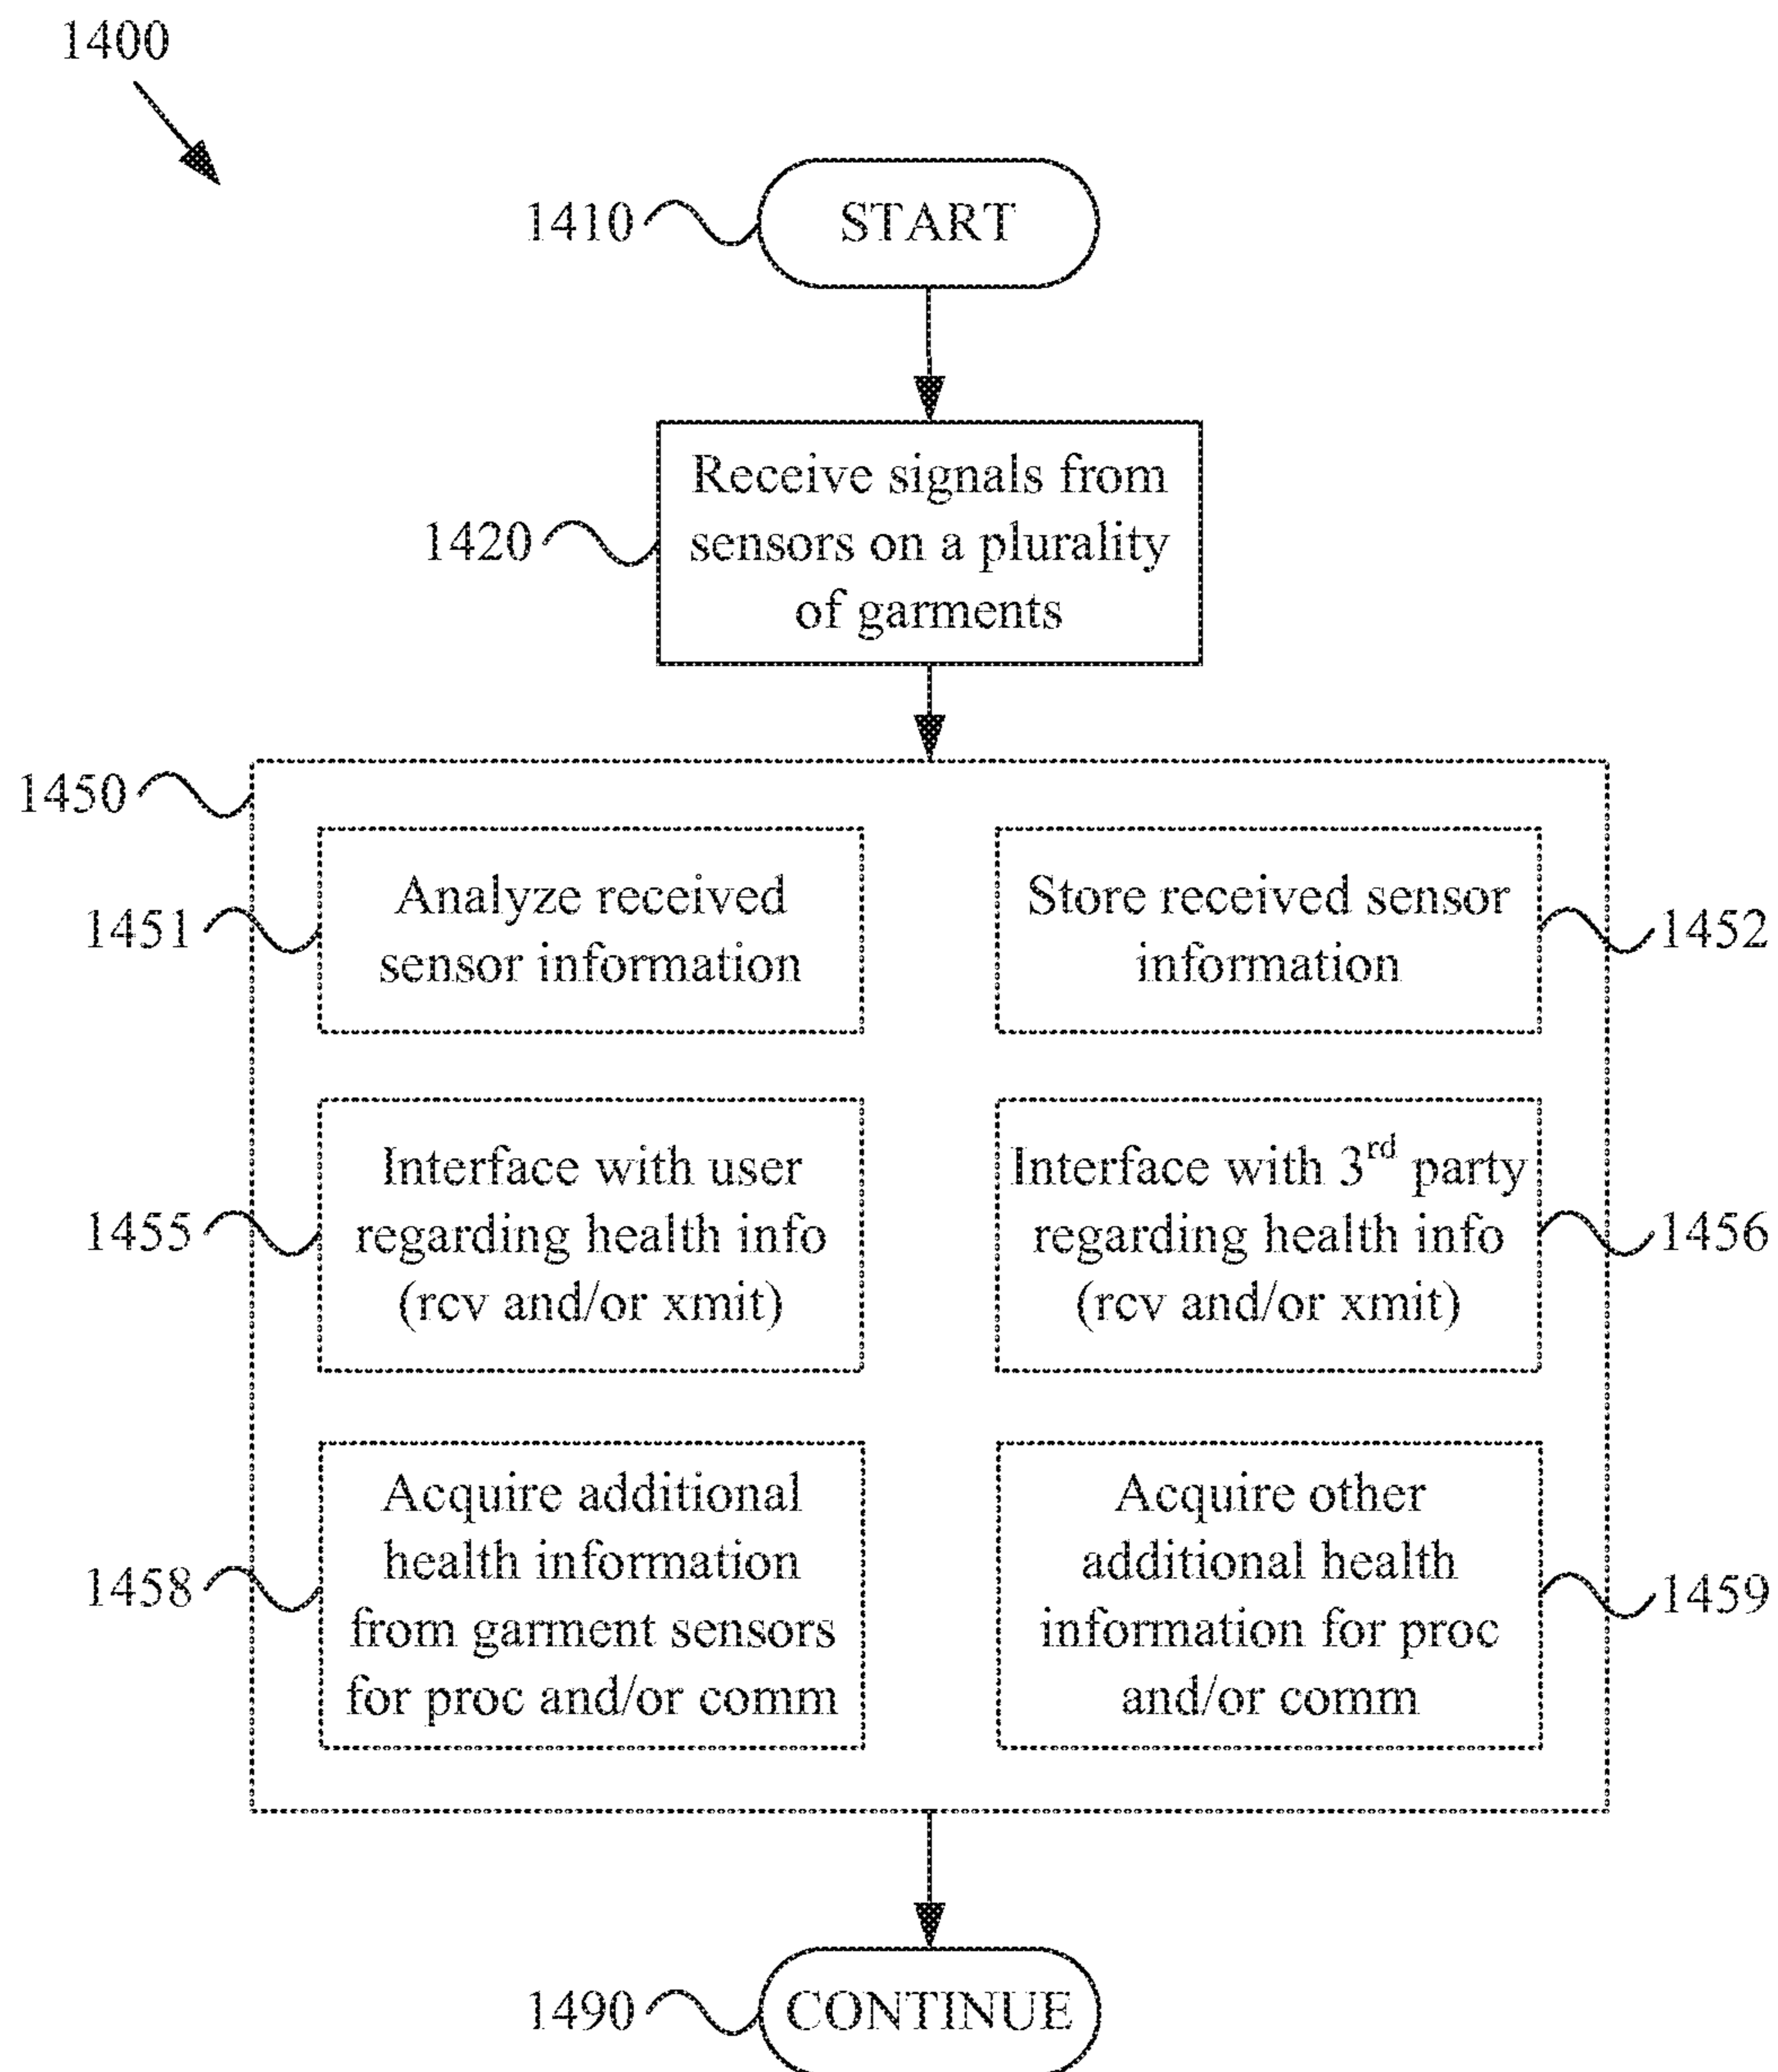 1400
1410
START
1420
Receive signals from
sensors on a plurality
of garments
1450
1451
Analyze received
sensor information
Store received sensor
information
1452
1455
Interface with user
regarding health info
(rcv and/or xmit)
Interface with 3rd party
regarding health info
(rcv and/or xmit)
1456
1458
Acquire additional
health information
from garment sensors
for proc and/or comm
Acquire other
additional health
information for proc
and/or comm
1459
1490
CONTINUE